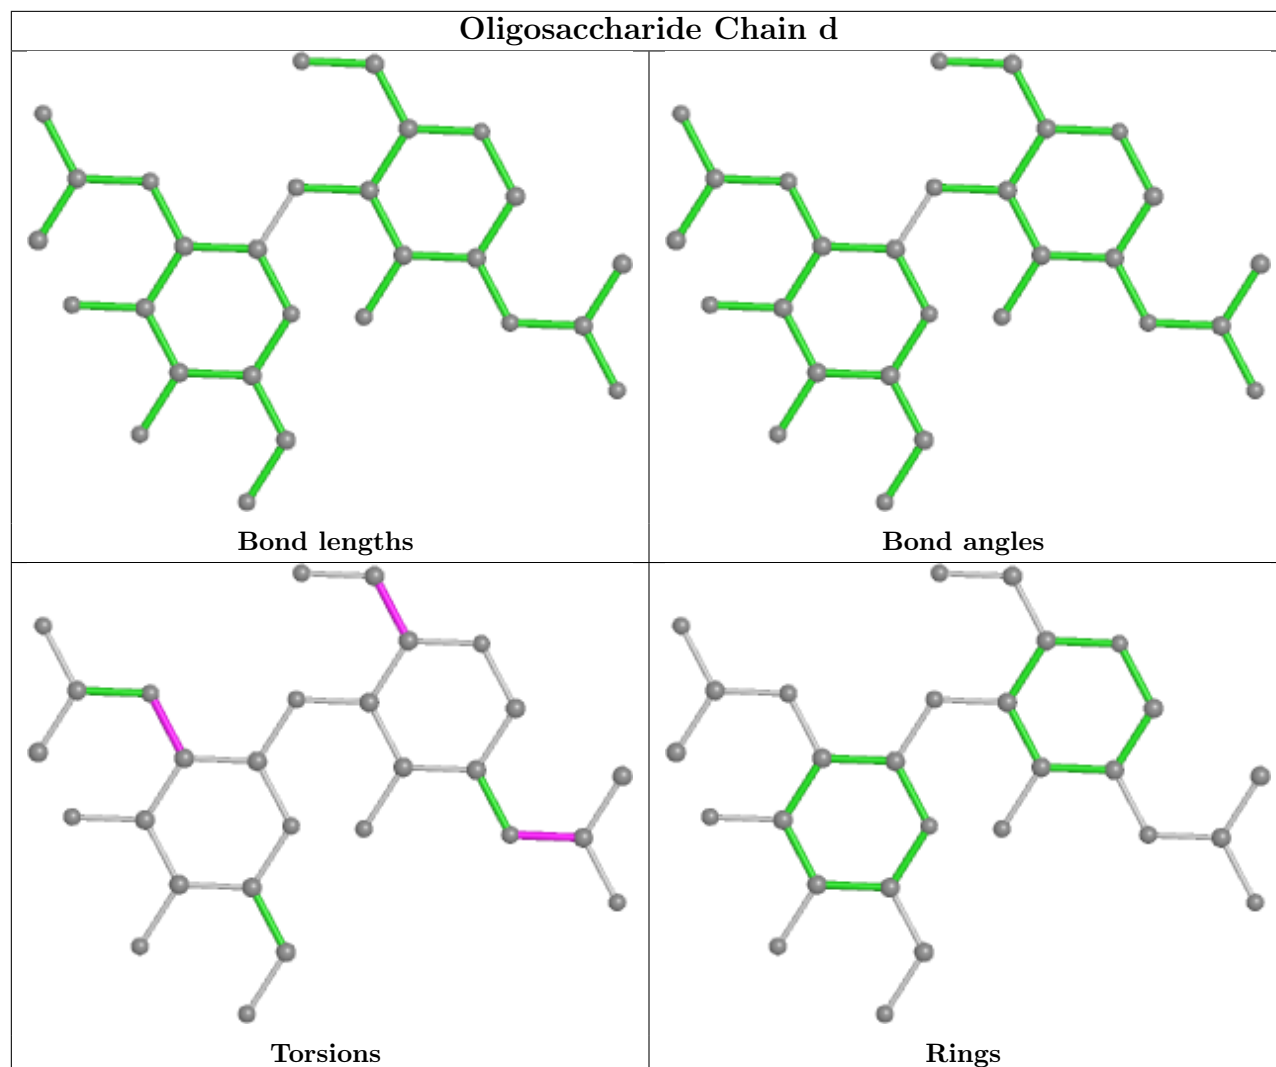 Oligosaccharide Chain d
Bond lengths
Bond angles
Torsions
Rings